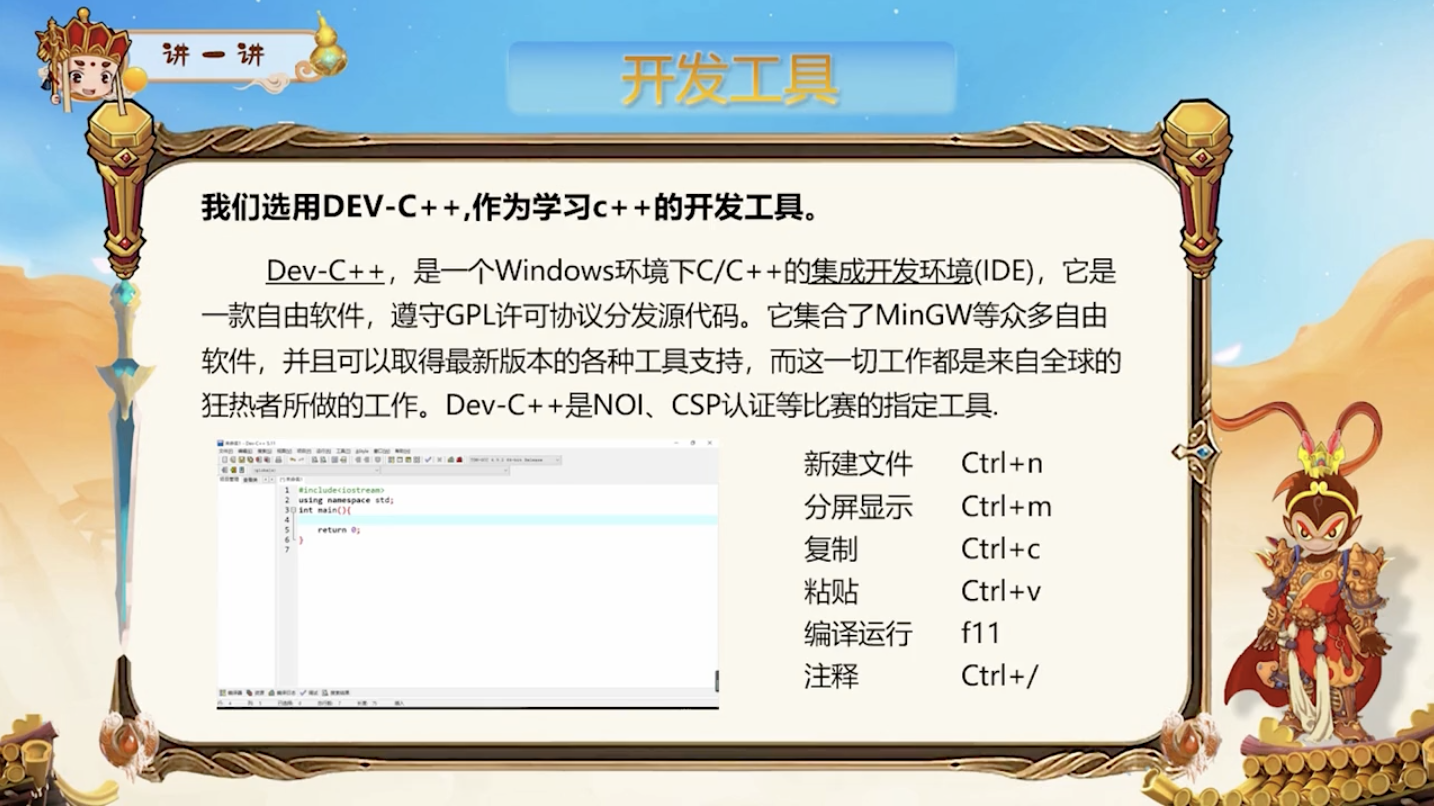 讲一讲
开发工具
我们选用DEV-C++,作为学习c++的开发工具。
Dev-C++，是一个Windows环境下C/C++的集成开发环境(IDE)，它是
一款自由软件，遵守GPL许可协议分发源代码。它集合了MinGW等众多自由
软件，并且可以取得最新版本的各种工具支持，而这一切工作都是来自全球的
狂热者所做的工作。Dev-C++是NOI、CSP认证等比赛的指定工具.
1 #include<iostream>
2 using namespace std;
3 int main(){
4
5 return 0;
6 }
7
新建文件 Ctrl+n
分屏显示 Ctrl+m
复制 Ctrl+c
粘贴 Ctrl+v
编译运行 f11
注释 Ctrl+/